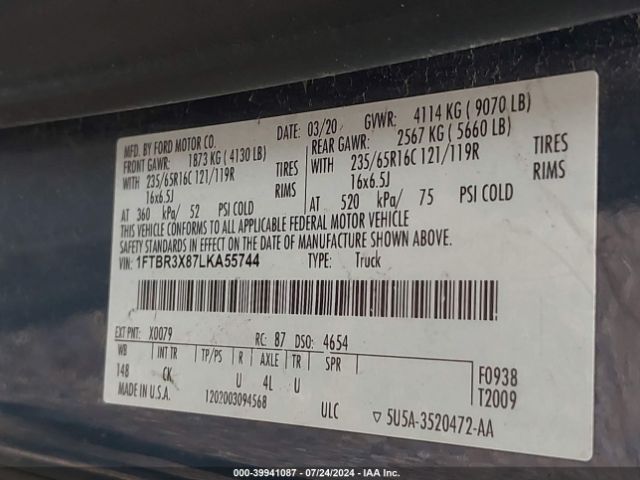 MFD. BY FORD MOTOR CO.
DATE: 03/20 GVWR: 4114 KG ( 9070 LB)
FRONT GAWR: 1873 KG ( 4130 LB)
REAR GAWR: 2567 KG ( 5660 LB)
WITH 235/65R16C 121/119R TIRES
WITH 235/65R16C 121/119R TIRES
16x6.5J RIMS
16x6.5J RIMS
AT 360 kPa/ 52 PSI COLD
AT 520 kPa/ 75 PSI COLD
THIS VEHICLE CONFORMS TO ALL APPLICABLE FEDERAL MOTOR VEHICLE
SAFETY STANDARDS IN EFFECT ON THE DATE OF MANUFACTURE SHOWN ABOVE.
VIN: 1FTBR3X87LKA55744 TYPE: Truck
EXT PNT: X0079 RC: 87 DSO: 4654
WB INT TR TP/PS R AXLE TR SPR
148 CK U 4L U
F0938
T2009
MADE IN U.S.A. 1202003094568 ULC ▽ 5U5A-3520472-AA
000-39941087 - 07/24/2024 - IAA Inc.